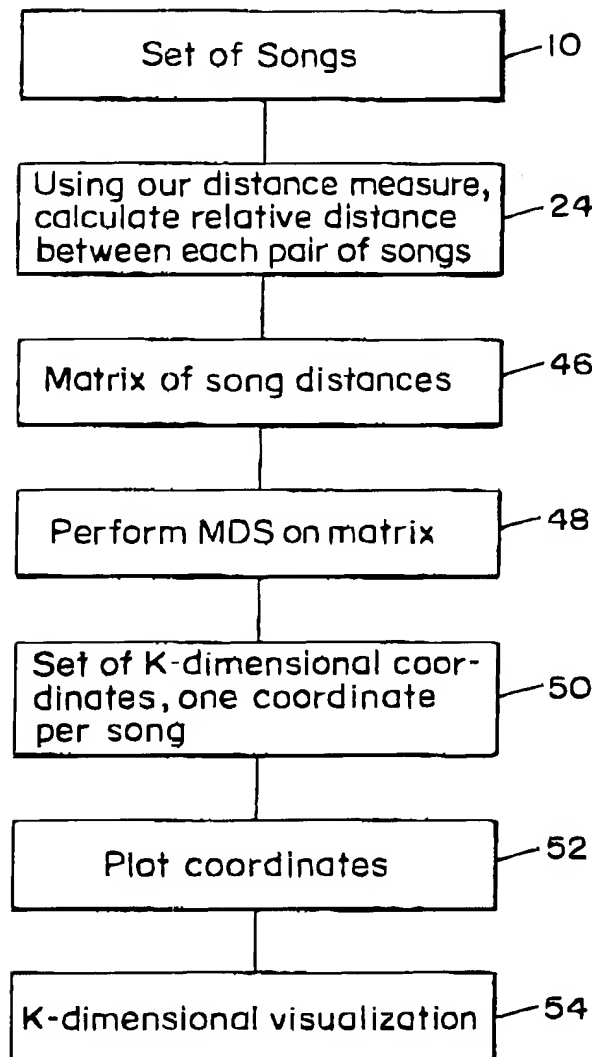 Set of Songs
10
Using our distance measure,
calculate relative distance
between each pair of songs
24
Matrix of song distances
46
Perform MDS on matrix
48
Set of K-dimensional coor-
dinates, one coordinate
per song
50
Plot coordinates
52
K-dimensional visualization
54